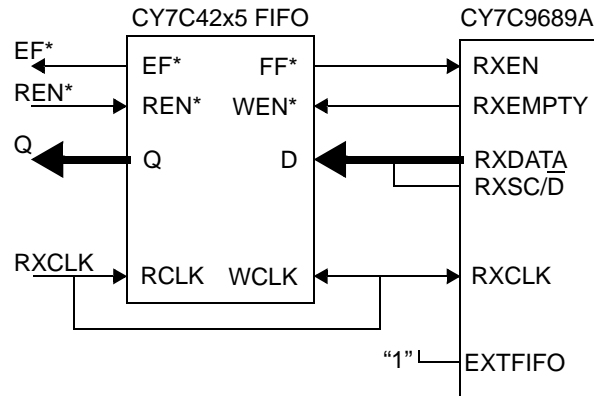 CY7C42x5 FIFO CY7C9689A
EF* EF* FF* RXEN
REN* REN* WEN* RXEMPTY
Q Q D RXDATA
RXSC/D̅
RXCLK RCLK WCLK RXCLK
“1” EXTFIFO